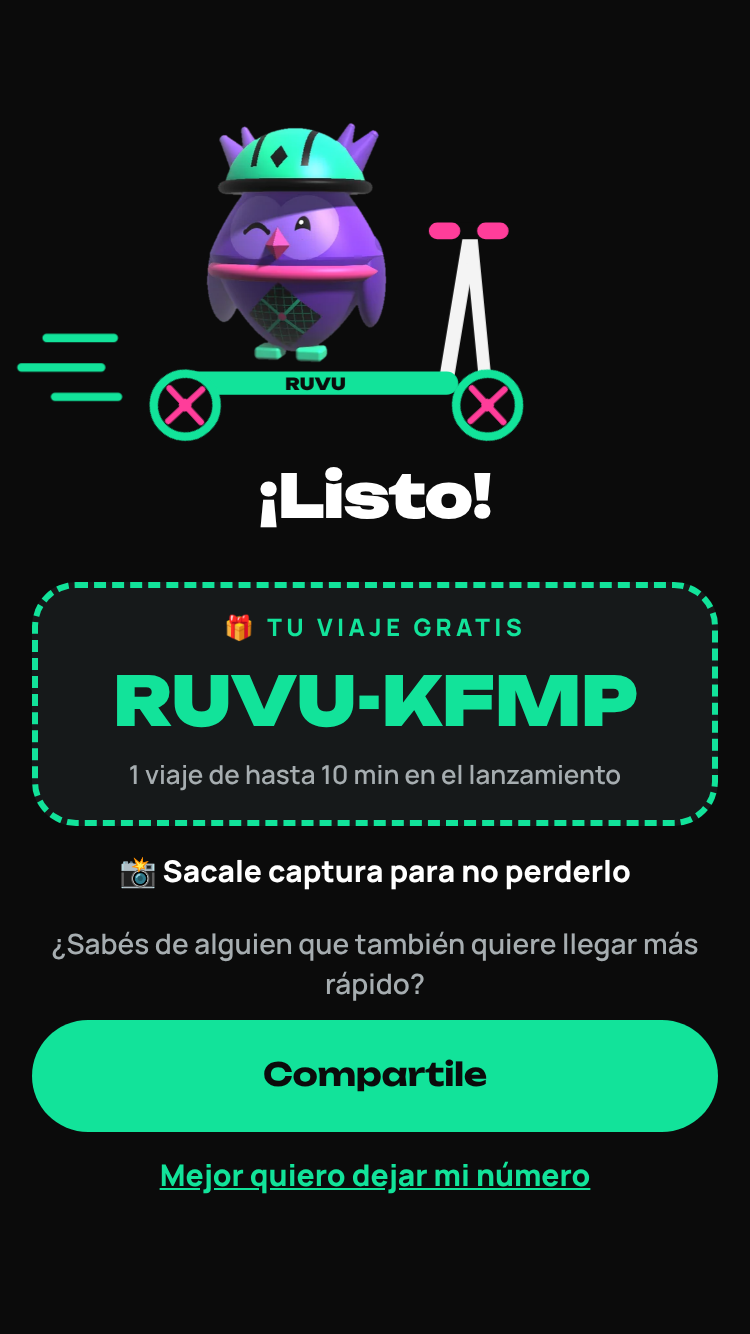 RUVU
¡Listo!
🎁 TU VIAJE GRATIS
RUVU-KFMP
1 viaje de hasta 10 min en el lanzamiento
📸 Sacale captura para no perderlo
¿Sabés de alguien que también quiere llegar más
rápido?
Compartile
Mejor quiero dejar mi número